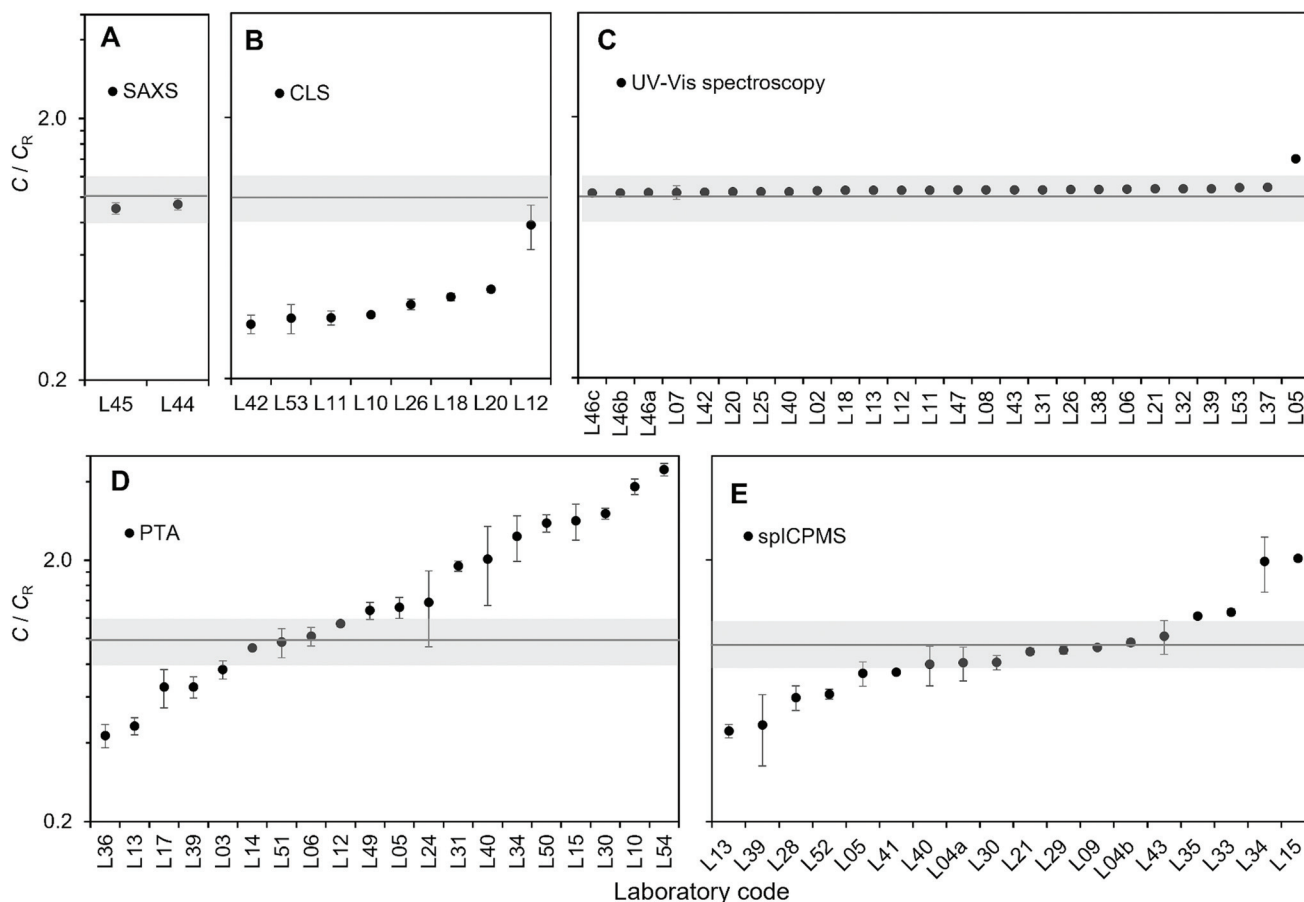 A
SAXS
B
CLS
C
UV-Vis spectroscopy
2.0
0.2
C / CR
L45 L44
L42 L53 L11 L10 L26 L18 L20 L12
L46c L46b L46a L07 L42 L20 L25 L40 L02 L18 L13 L12 L11 L47 L08 L43 L31 L26 L38 L06 L21 L32 L39 L53 L37 L05
D
PTA
E
spICPMS
2.0
0.2
C / CR
L36 L13 L17 L39 L03 L14 L51 L06 L12 L49 L05 L24 L31 L40 L34 L50 L15 L30 L10 L54
L13 L39 L28 L52 L05 L41 L40 L04a L30 L21 L29 L09 L04b L43 L35 L33 L34 L15
Laboratory code